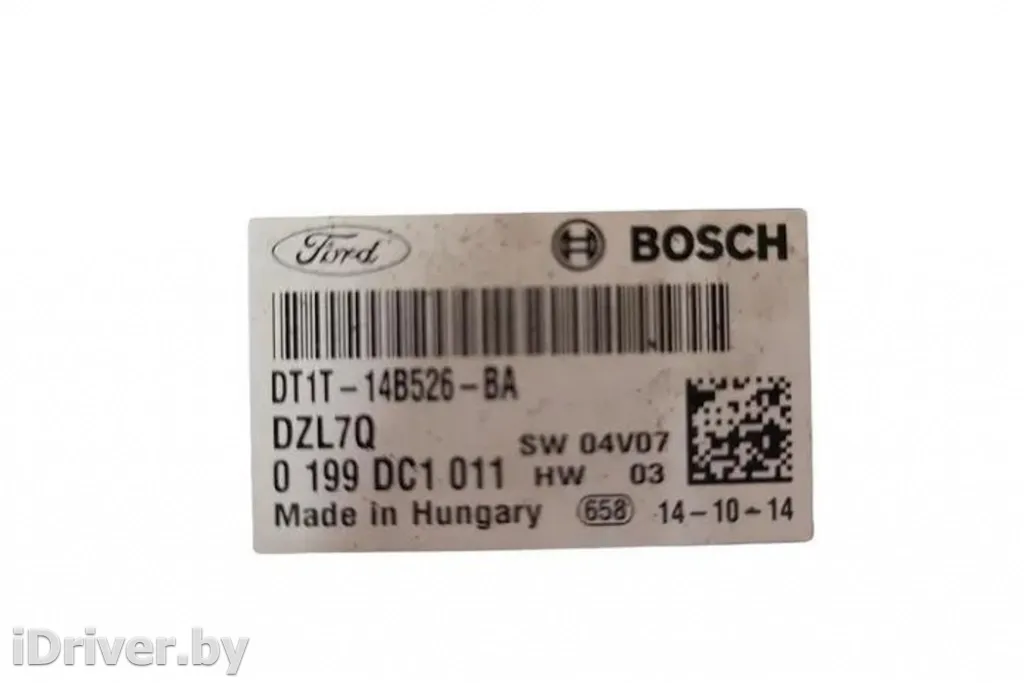 Ford BOSCH
DT1T-14B526-BA
DZL7Q SW 04V07
0 199 DC1 011 HW 03
Made in Hungary 658 14-10-14
iDriver.by